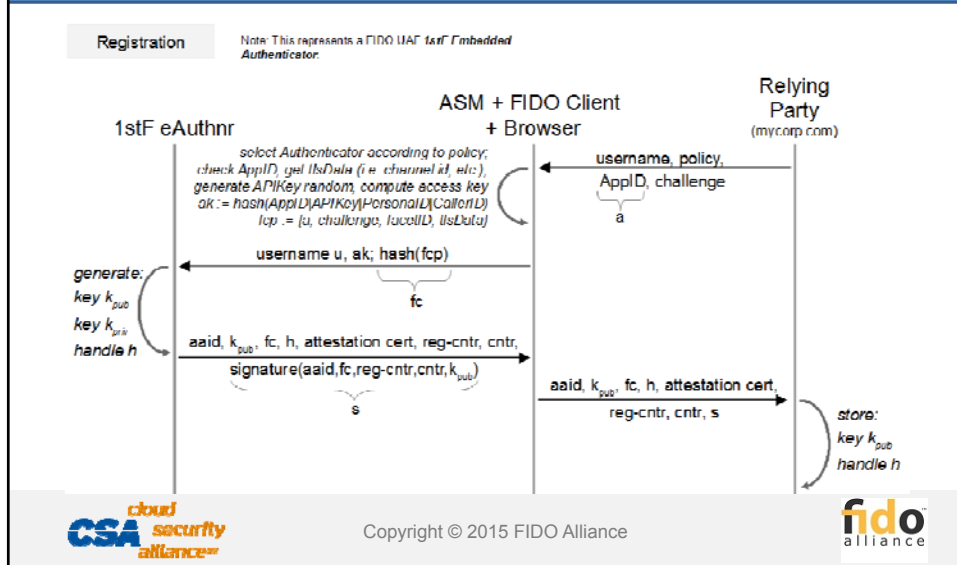 Registration
Note: This represents a FIDO UAF 1stF Embedded
Authenticator.
1stF eAuthnr
ASM + FIDO Client
+ Browser
Relying
Party
(mycorp com)
select Authenticator according to policy;
check AppID, get tlsData (i.e. channel id, etc.),
generate APIKey random, compute access key
ak := hash(AppID|APIKey|PersonaID|CallerID)
fcp := {a, challenge, facetID, tlsData}
username, policy,
AppID, challenge
a
username u, ak; hash(fcp)
fc
generate:
key kpub
key kpriv
handle h
aaid, kpub, fc, h, attestation cert, reg-cntr, cntr,
signature(aaid,fc,reg-cntr,cntr,kpub)
s
aaid, kpub, fc, h, attestation cert,
reg-cntr, cntr, s
store:
key kpub
handle h
cloud
CSA security
alliance℠
Copyright © 2015 FIDO Alliance
fido™
alliance